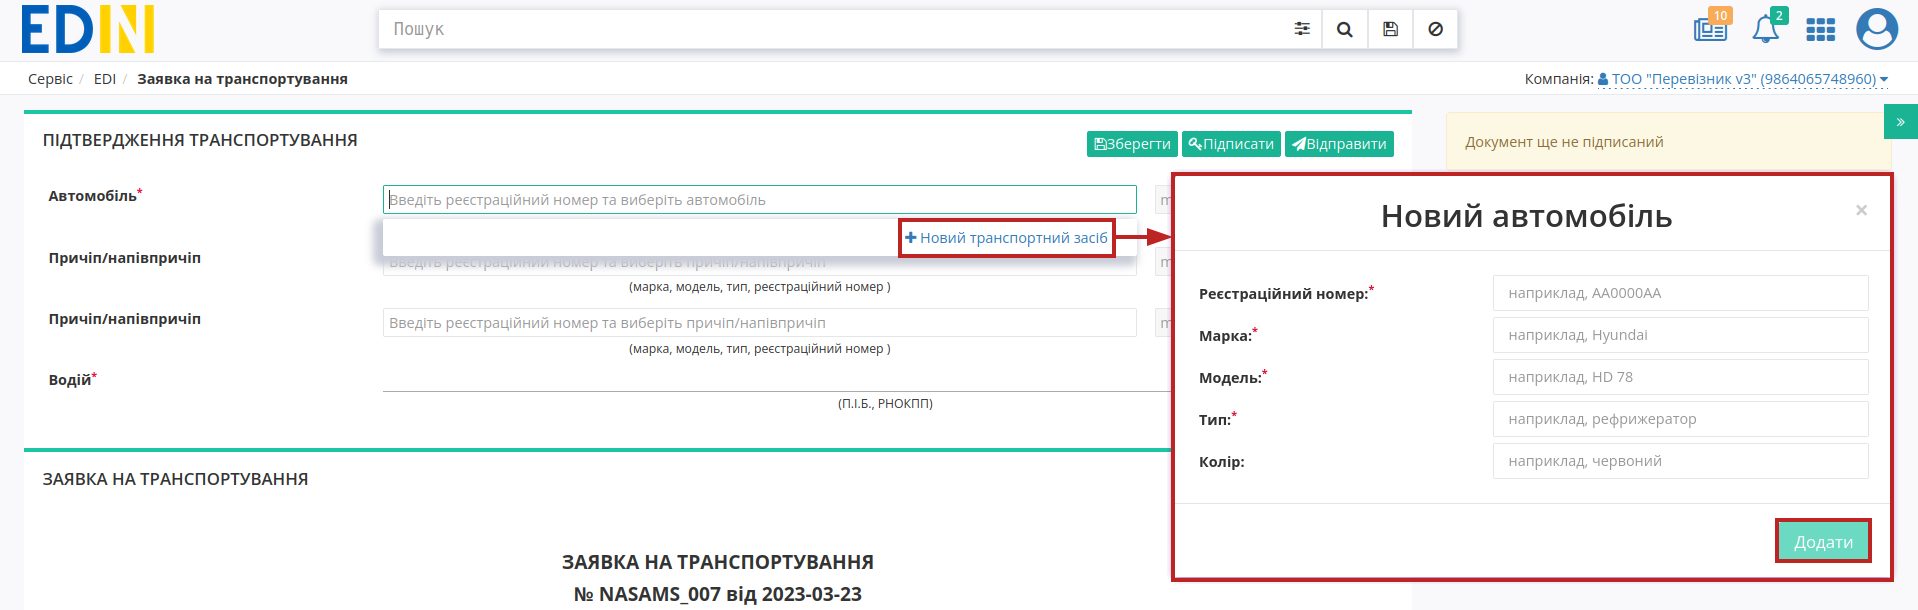 EDIN
Пошук
10
2
Сервіс / EDI / Заявка на транспортування
Компанія: ТОО "Перевізник v3" (9864065748960)
ПІДТВЕРДЖЕННЯ ТРАНСПОРТУВАННЯ
Зберегти Підписати Відправити
Документ ще не підписаний
»
Автомобіль*
Введіть реєстраційний номер та виберіть автомобіль
m
Новий транспортний засіб
Причіп/напівпричіп
Введіть реєстраційний номер та виберіть причіп/напівпричіп
m
(марка, модель, тип, реєстраційний номер )
Причіп/напівпричіп
Введіть реєстраційний номер та виберіть причіп/напівпричіп
m
(марка, модель, тип, реєстраційний номер )
Водій*
(П.І.Б., РНОКПП)
Новий автомобіль
×
Реєстраційний номер:*
наприклад, AA0000AA
Марка:*
наприклад, Hyundai
Модель:*
наприклад, HD 78
Тип:*
наприклад, рефрижератор
Колір:
наприклад, червоний
Додати
ЗАЯВКА НА ТРАНСПОРТУВАННЯ
ЗАЯВКА НА ТРАНСПОРТУВАННЯ
№ NASAMS_007 від 2023-03-23